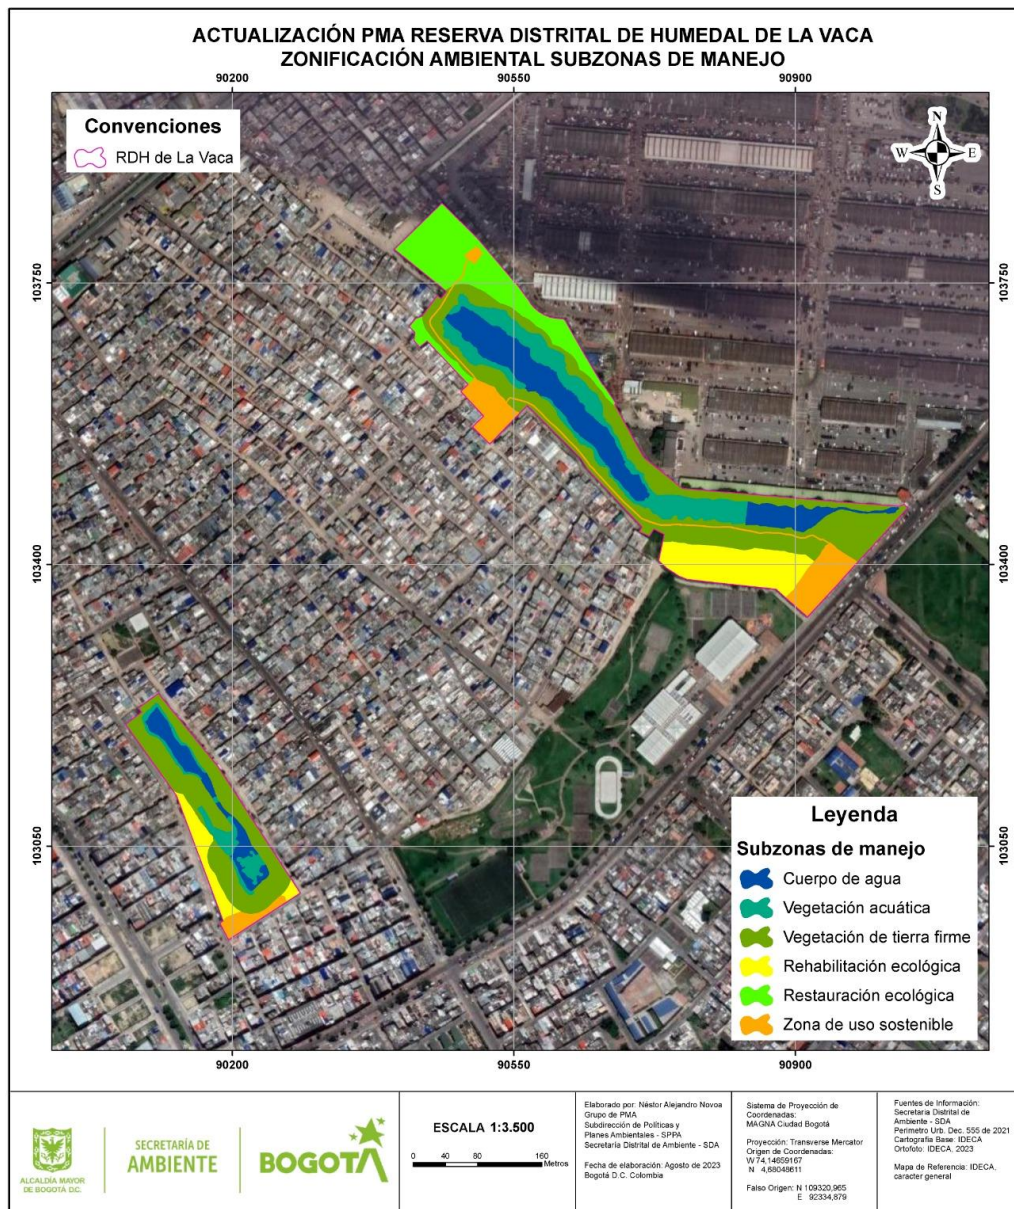 ACTUALIZACIÓN PMA RESERVA DISTRITAL DE HUMEDAL DE LA VACA
ZONIFICACIÓN AMBIENTAL SUBZONAS DE MANEJO
90200
90550
90900
Convenciones
RDH de La Vaca
N
W
E
S
103750
103750
103400
103400
103050
103050
Leyenda
Subzonas de manejo
Cuerpo de agua
Vegetación acuática
Vegetación de tierra firme
Rehabilitación ecológica
Restauración ecológica
Zona de uso sostenible
90200
90550
90900
ALCALDÍA MAYOR
DE BOGOTÁ D.C.
SECRETARÍA DE
AMBIENTE
BOGOTÁ
ESCALA 1:3.500
0 40 80 160
Metros
Elaborado por: Néstor Alejandro Novoa
Grupo de PMA
Subdirección de Políticas y
Planes Ambientales - SPPA
Secretaría Distrital de Ambiente - SDA
Fecha de elaboración: Agosto de 2023
Bogotá D.C. Colombia
Sistema de Proyección de
Coordenadas:
MAGNA Ciudad Bogotá
Proyección: Transverse Mercator
Origen de Coordenadas:
W 74,14659167
N 4,68048611
Falso Origen: N 109320,965
E 92334,879
Fuentes de Información:
Secretaria Distrital de
Ambiente - SDA
Perimetro Urb. Dec. 555 de 2021
Cartografía Base: IDECA
Ortofoto: IDECA, 2023
Mapa de Referencia: IDECA,
caracter general